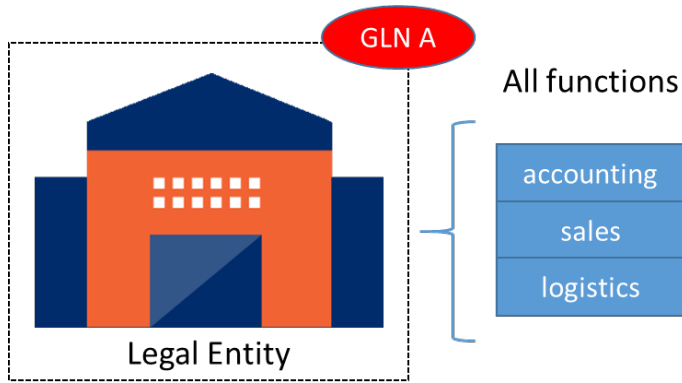 GLN A
All functions
accounting
sales
logistics
Legal Entity